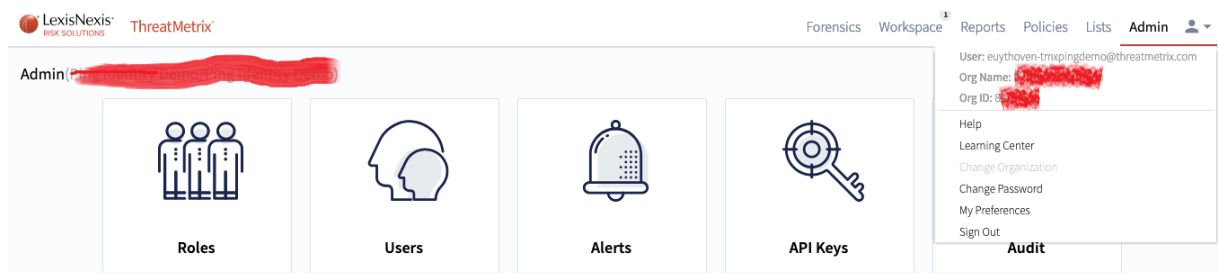 LexisNexis®
RISK SOLUTIONS
ThreatMetrix®
Forensics Workspace 1 Reports Policies Lists Admin
Admin
User: euythoven-tmxpingdemo@threatmetrix.com
Org Name:
Org ID: 8
Help
Learning Center
Change Organization
Change Password
My Preferences
Sign Out
Roles Users Alerts API Keys Audit